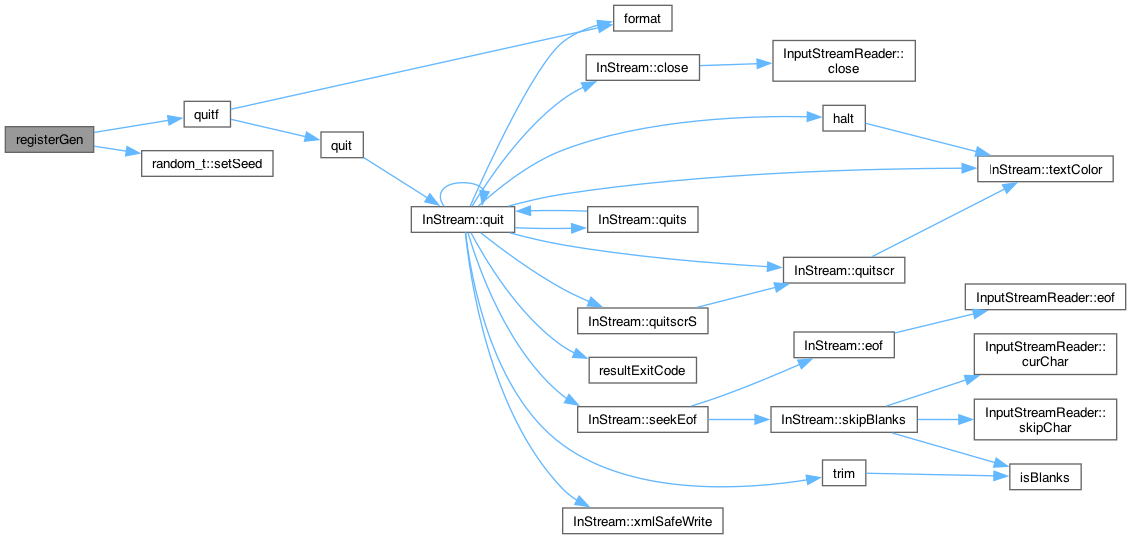 format
InStream::close
InputStreamReader::
close
quitf
halt
registerGen
quit
random_t::setSeed
InStream::textColor
InStream::quit
InStream::quits
InStream::quitscr
InputStreamReader::eof
InStream::quitscrS
InStream::eof
InputStreamReader::
curChar
resultExitCode
InStream::seekEof
InStream::skipBlanks
InputStreamReader::
skipChar
trim
isBlanks
InStream::xmlSafeWrite